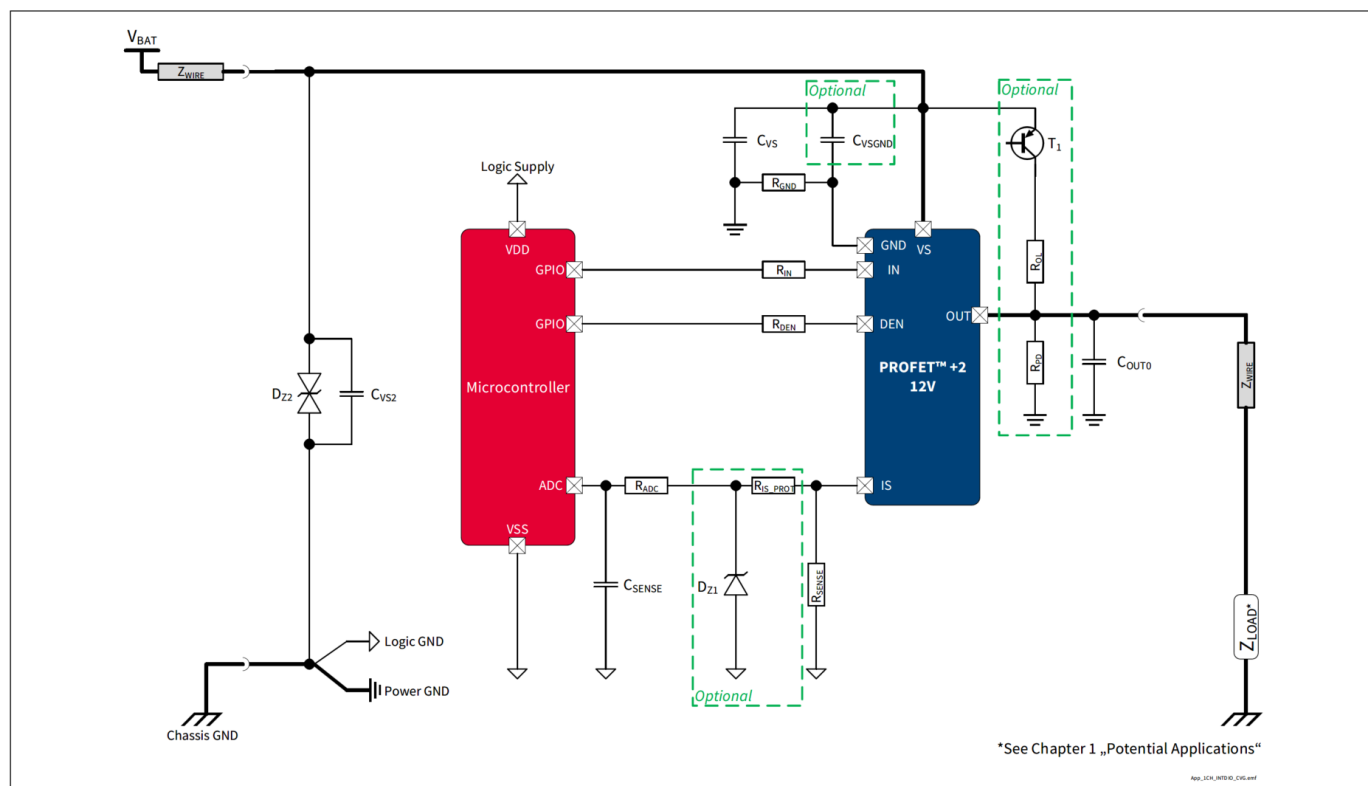 VBAT
ZWIRE
Optional
Optional
CVS
CVSGND
T1
Logic Supply
RGND
VDD
GND
VS
GPIO
RIN
IN
ROL
GPIO
RDEN
DEN
OUT
PROFET™ +2
12V
RPD
COUT0
ZWIRE
DZ2
CVS2
Microcontroller
ADC
RADC
RIS_PROT
IS
VSS
CSENSE
DZ1
RSENSE
ZLOAD*
Logic GND
Power GND
Optional
Chassis GND
*See Chapter 1 „Potential Applications“
App_1CH_INTDIO_CVG.emf